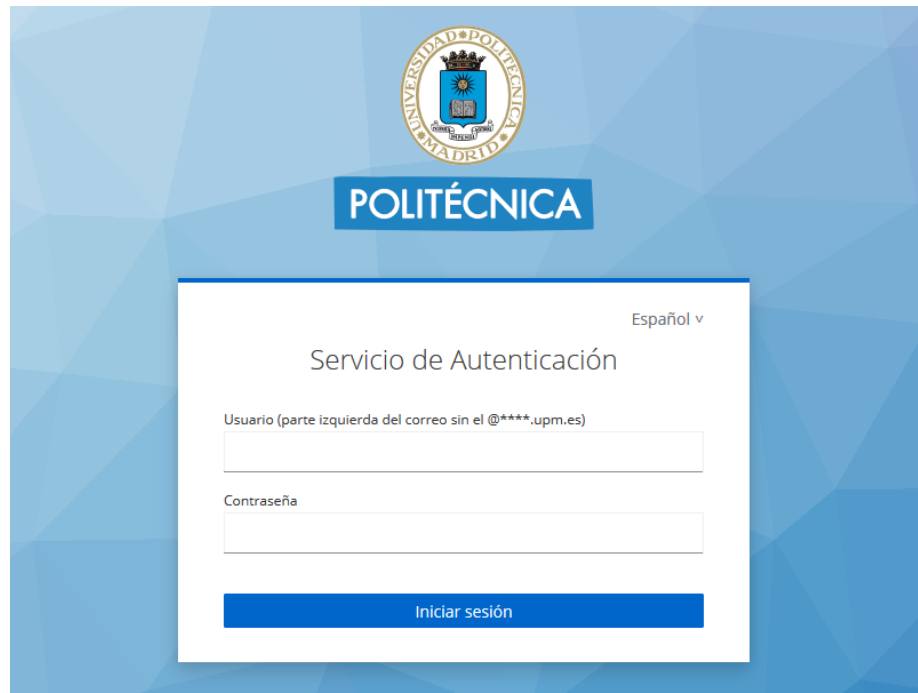 UNIVERSIDAD POLITECNICA
MADRID
POLITÉCNICA
Español
Servicio de Autenticación
Usuario (parte izquierda del correo sin el @****.upm.es)
Contraseña
Iniciar sesión